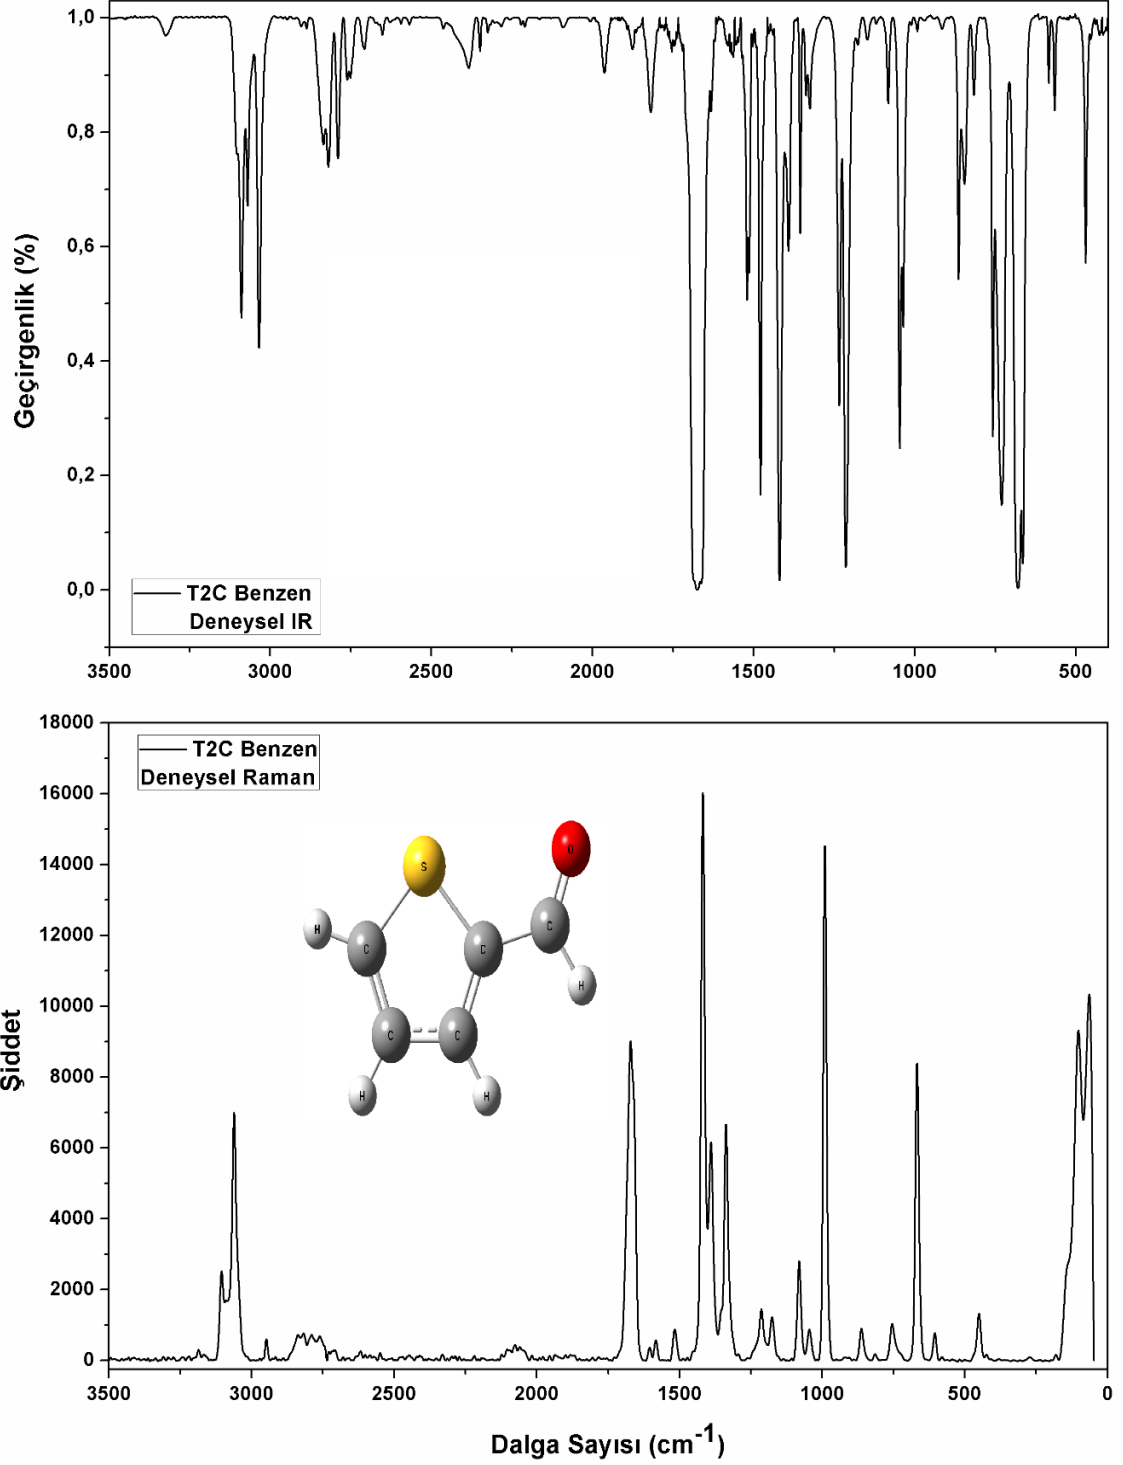 1,0
0,8
0,6
0,4
0,2
0,0
Geçirgenlik (%)
T2C Benzen
Deneysel IR
3500 3000 2500 2000 1500 1000 500
18000
16000
14000
12000
10000
8000
6000
4000
2000
0
Şiddet
T2C Benzen
Deneysel Raman
O
S
C
H
C
C
H
C
C
H
H
3500 3000 2500 2000 1500 1000 500 0
Dalga Sayısı (cm⁻¹)